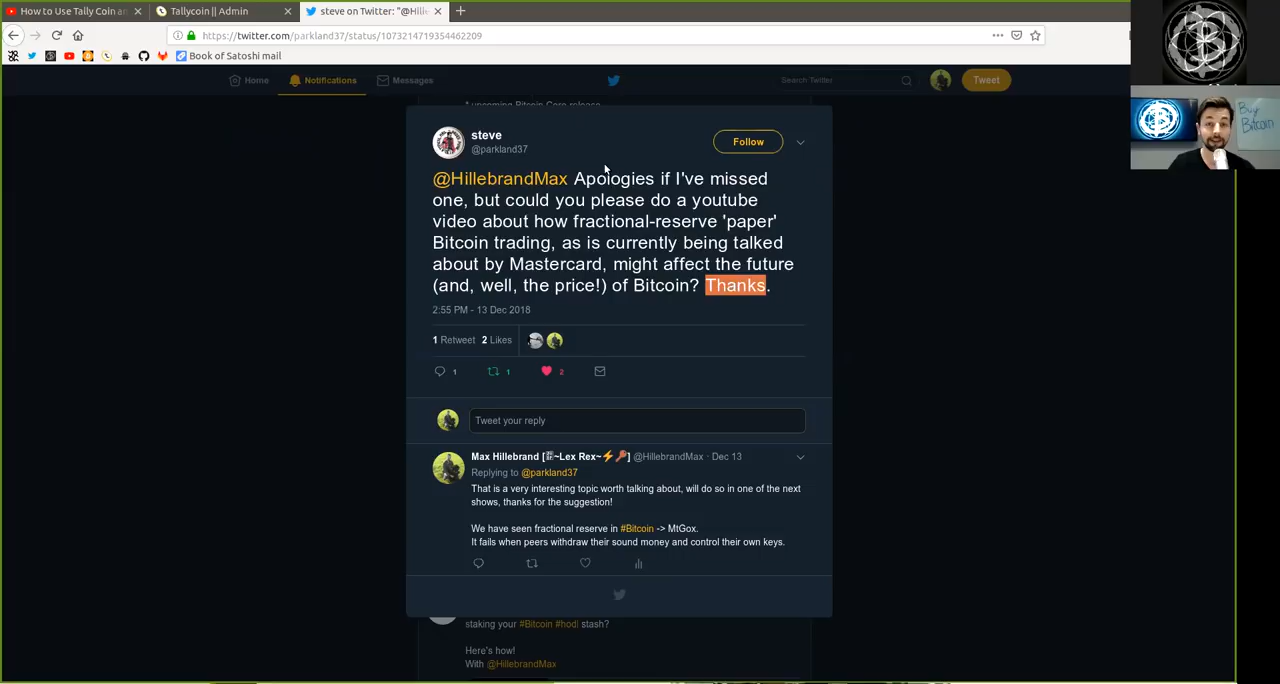 How to Use Tally Coin an
Tallycoin || Admin
steve on Twitter: "@Hille
https://twitter.com/parkland37/status/1073214719354462209
Book of Satoshi mail
Home
Notifications
Messages
Search Twitter
Tweet
* upcoming Bitcoin Core release
steve
@parkland37
Follow
@HillebrandMax Apologies if I've missed
one, but could you please do a youtube
video about how fractional-reserve 'paper'
Bitcoin trading, as is currently being talked
about by Mastercard, might affect the future
(and, well, the price!) of Bitcoin? Thanks.
2:55 PM - 13 Dec 2018
1 Retweet 2 Likes
1 1 2
Tweet your reply
Max Hillebrand [~Lex Rex~⚡🔑] @HillebrandMax · Dec 13
Replying to @parkland37
That is a very interesting topic worth talking about, will do so in one of the next
shows, thanks for the suggestion!
We have seen fractional reserve in #Bitcoin -> MtGox.
It fails when peers withdraw their sound money and control their own keys.
staking your #Bitcoin #hodl stash?
Here's how!
With @HillebrandMax
Buy
Bitcoin